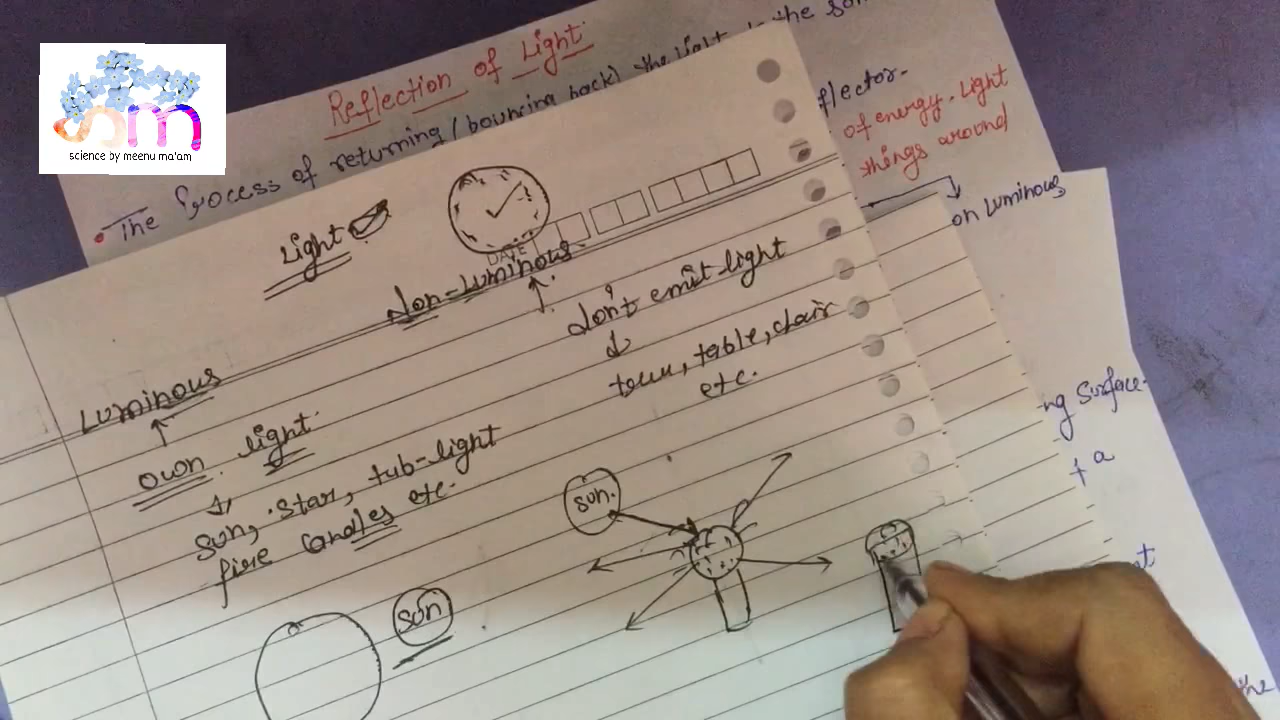 Reflection of Light
• The Process of returning / bouncing back) the light
flector.
of energy. Light
things around
on Luminous
science by meenu ma'am
DATE
Light
Non-Luminous
don't emit light
table, chair
etc.
Luminous
own light
sun, star, tub-light
fire candles etc.
sun.
sun
ng Surface.
a
the